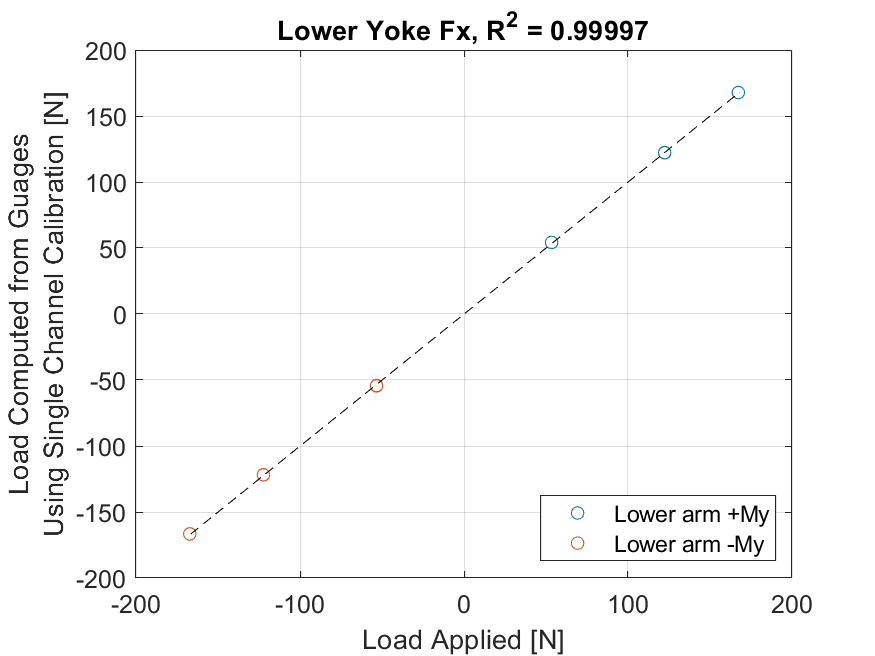 Lower Yoke Fx, R² = 0.99997
Load Computed from Guages
Using Single Channel Calibration [N]
200
150
100
50
0
-50
-100
-150
-200
-200
-100
0
100
200
Load Applied [N]
Lower arm +My
Lower arm -My